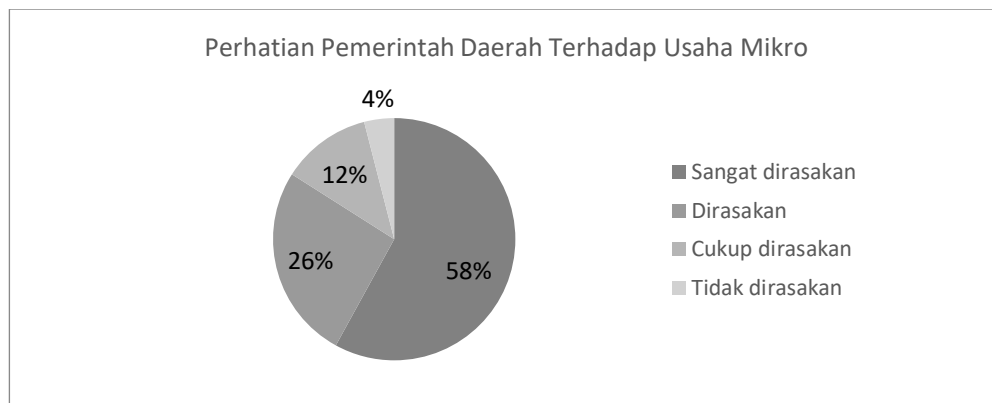 Perhatian Pemerintah Daerah Terhadap Usaha Mikro
4%
12%
26%
58%
Sangat dirasakan
Dirasakan
Cukup dirasakan
Tidak dirasakan